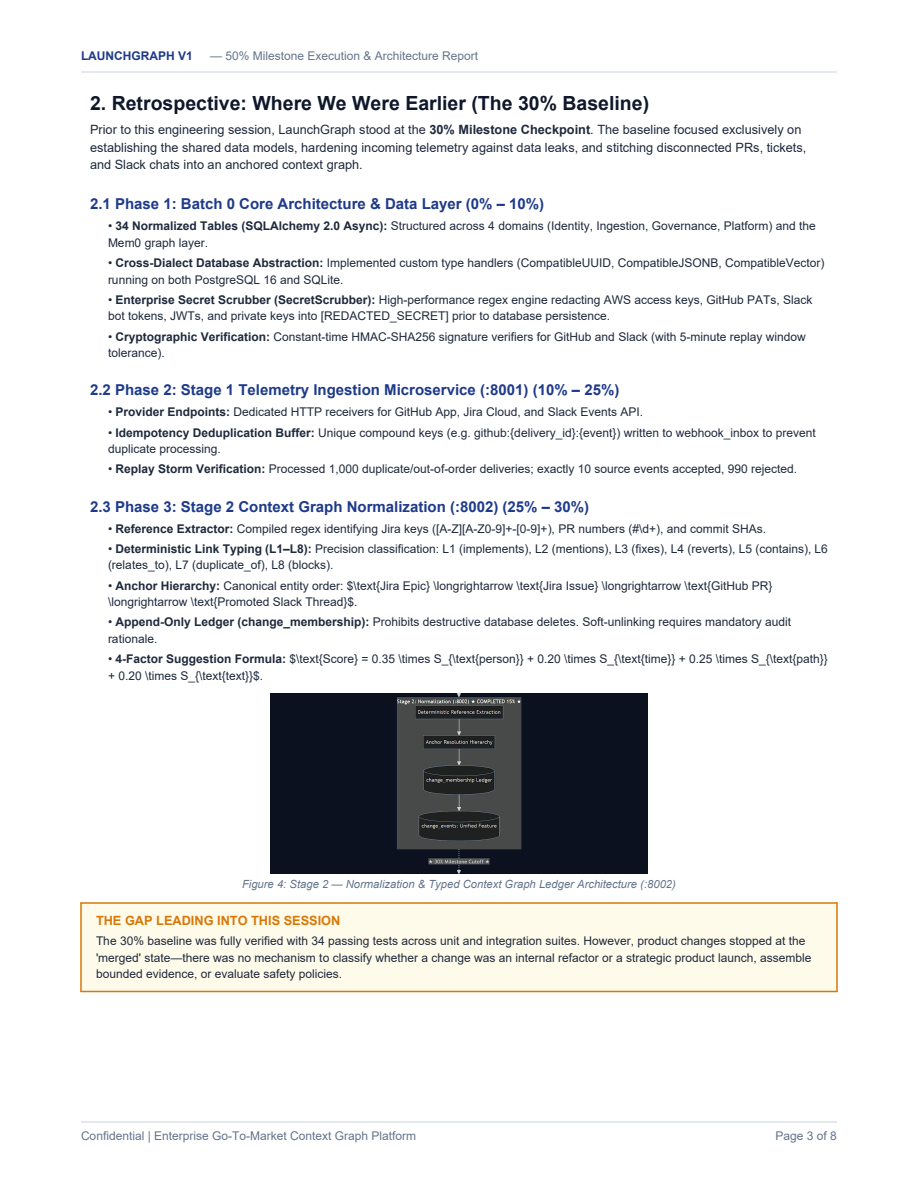 LAUNCHGRAPH V1 — 50% Milestone Execution & Architecture Report
2. Retrospective: Where We Were Earlier (The 30% Baseline)
Prior to this engineering session, LaunchGraph stood at the 30% Milestone Checkpoint. The baseline focused exclusively on
establishing the shared data models, hardening incoming telemetry against data leaks, and stitching disconnected PRs, tickets,
and Slack chats into an anchored context graph.
2.1 Phase 1: Batch 0 Core Architecture & Data Layer (0% – 10%)
• 34 Normalized Tables (SQLAlchemy 2.0 Async): Structured across 4 domains (Identity, Ingestion, Governance, Platform) and the
Mem0 graph layer.
• Cross-Dialect Database Abstraction: Implemented custom type handlers (CompatibleUUID, CompatibleJSONB, CompatibleVector)
running on both PostgreSQL 16 and SQLite.
• Enterprise Secret Scrubber (SecretScrubber): High-performance regex engine redacting AWS access keys, GitHub PATs, Slack
bot tokens, JWTs, and private keys into [REDACTED_SECRET] prior to database persistence.
• Cryptographic Verification: Constant-time HMAC-SHA256 signature verifiers for GitHub and Slack (with 5-minute replay window
tolerance).
2.2 Phase 2: Stage 1 Telemetry Ingestion Microservice (:8001) (10% – 25%)
• Provider Endpoints: Dedicated HTTP receivers for GitHub App, Jira Cloud, and Slack Events API.
• Idempotency Deduplication Buffer: Unique compound keys (e.g. github:{delivery_id}:{event}) written to webhook_inbox to prevent
duplicate processing.
• Replay Storm Verification: Processed 1,000 duplicate/out-of-order deliveries; exactly 10 source events accepted, 990 rejected.
2.3 Phase 3: Stage 2 Context Graph Normalization (:8002) (25% – 30%)
• Reference Extractor: Compiled regex identifying Jira keys ([A-Z][A-Z0-9]+-[0-9]+), PR numbers (#\d+), and commit SHAs.
• Deterministic Link Typing (L1–L8): Precision classification: L1 (implements), L2 (mentions), L3 (fixes), L4 (reverts), L5 (contains), L6
(relates_to), L7 (duplicate_of), L8 (blocks).
• Anchor Hierarchy: Canonical entity order: $\text{Jira Epic} \longrightarrow \text{Jira Issue} \longrightarrow \text{GitHub PR}
\longrightarrow \text{Promoted Slack Thread}$.
• Append-Only Ledger (change_membership): Prohibits destructive database deletes. Soft-unlinking requires mandatory audit
rationale.
• 4-Factor Suggestion Formula: $\text{Score} = 0.35 \times S_{\text{person}} + 0.20 \times S_{\text{time}} + 0.25 \times S_{\text{path}}
+ 0.20 \times S_{\text{text}}$.
Stage 2: Normalization (:8002) ★ COMPLETED 15% ★
Deterministic Reference Extraction
Anchor Resolution Hierarchy
change_membership Ledger
change_events: Unified Feature
★ 30% Milestone Cutoff ★
Figure 4: Stage 2 — Normalization & Typed Context Graph Ledger Architecture (:8002)
THE GAP LEADING INTO THIS SESSION
The 30% baseline was fully verified with 34 passing tests across unit and integration suites. However, product changes stopped at the
'merged' state—there was no mechanism to classify whether a change was an internal refactor or a strategic product launch, assemble
bounded evidence, or evaluate safety policies.
Confidential | Enterprise Go-To-Market Context Graph Platform
Page 3 of 8